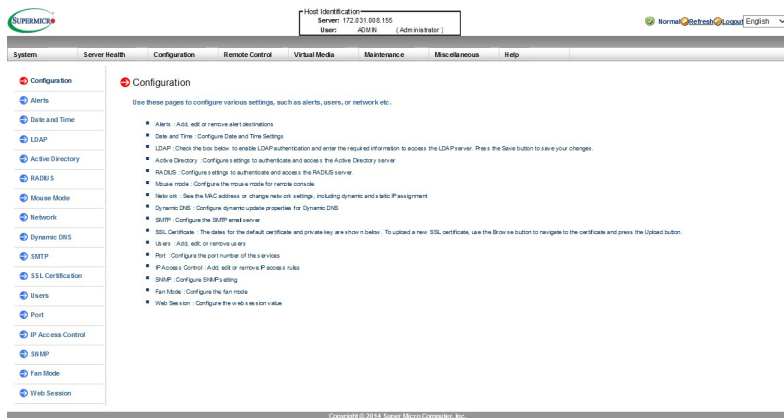 SUPERMICRO
Host Identification
Server: 172.031.008.155
User: ADMIN (Administrator)
Normal Refresh Logout English
System Server Health Configuration Remote Control Virtual Media Maintenance Miscellaneous Help
Configuration
Alerts
Date and Time
LDAP
Active Directory
RADIUS
Mouse Mode
Network
Dynamic DNS
SMTP
SSL Certification
Users
Port
IP Access Control
SNMP
Fan Mode
Web Session
Configuration
Use these pages to configure various settings, such as alerts, users, or network etc.
Alerts : Add, edit or remove alert destinations
Date and Time : Configure Date and Time Settings
LDAP : Check the box below to enable LDAP authentication and enter the required information to access the LDAP server. Press the Save button to save your changes.
Active Directory : Configure settings to authenticate and access the Active Directory server
RADIUS : Configure settings to authenticate and access the RADIUS server.
Mouse mode : Configure the mouse mode for remote console
Network : See the MAC address or change network settings, including dynamic and static IP assignment
Dynamic DNS : Configure dynamic update properties for Dynamic DNS
SMTP : Configure the SMTP email server
SSL Certificate : The dates for the default certificate and private key are shown below. To upload a new SSL certificate, use the Browse button to navigate to the certificate and press the Upload button.
Users : Add, edit, or remove users
Port : Configure the port number of the services
IP Access Control : Add, edit or remove IP access rules
SNMP : Configure SNMP setting
Fan Mode : Configure the fan mode
Web Session : Configure the web session value
Copyright © 2014 Super Micro Computer, Inc.